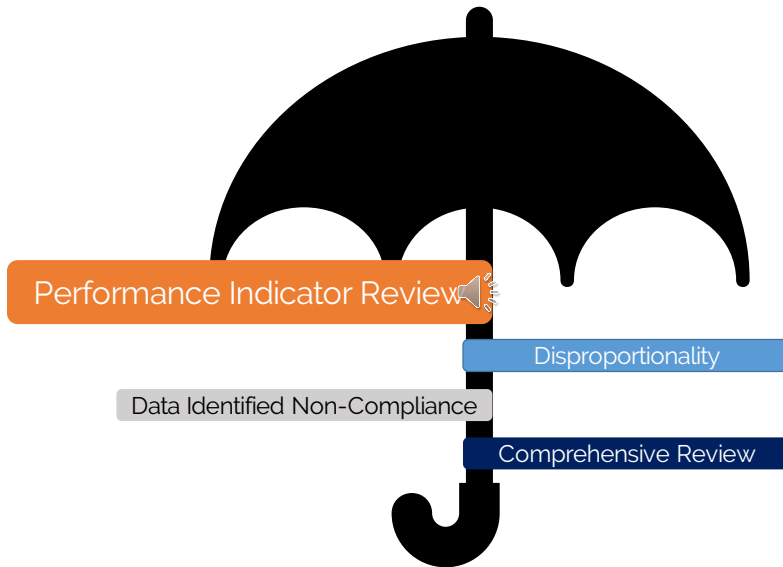 Performance Indicator Review
Disproportionality
Data Identified Non-Compliance
Comprehensive Review